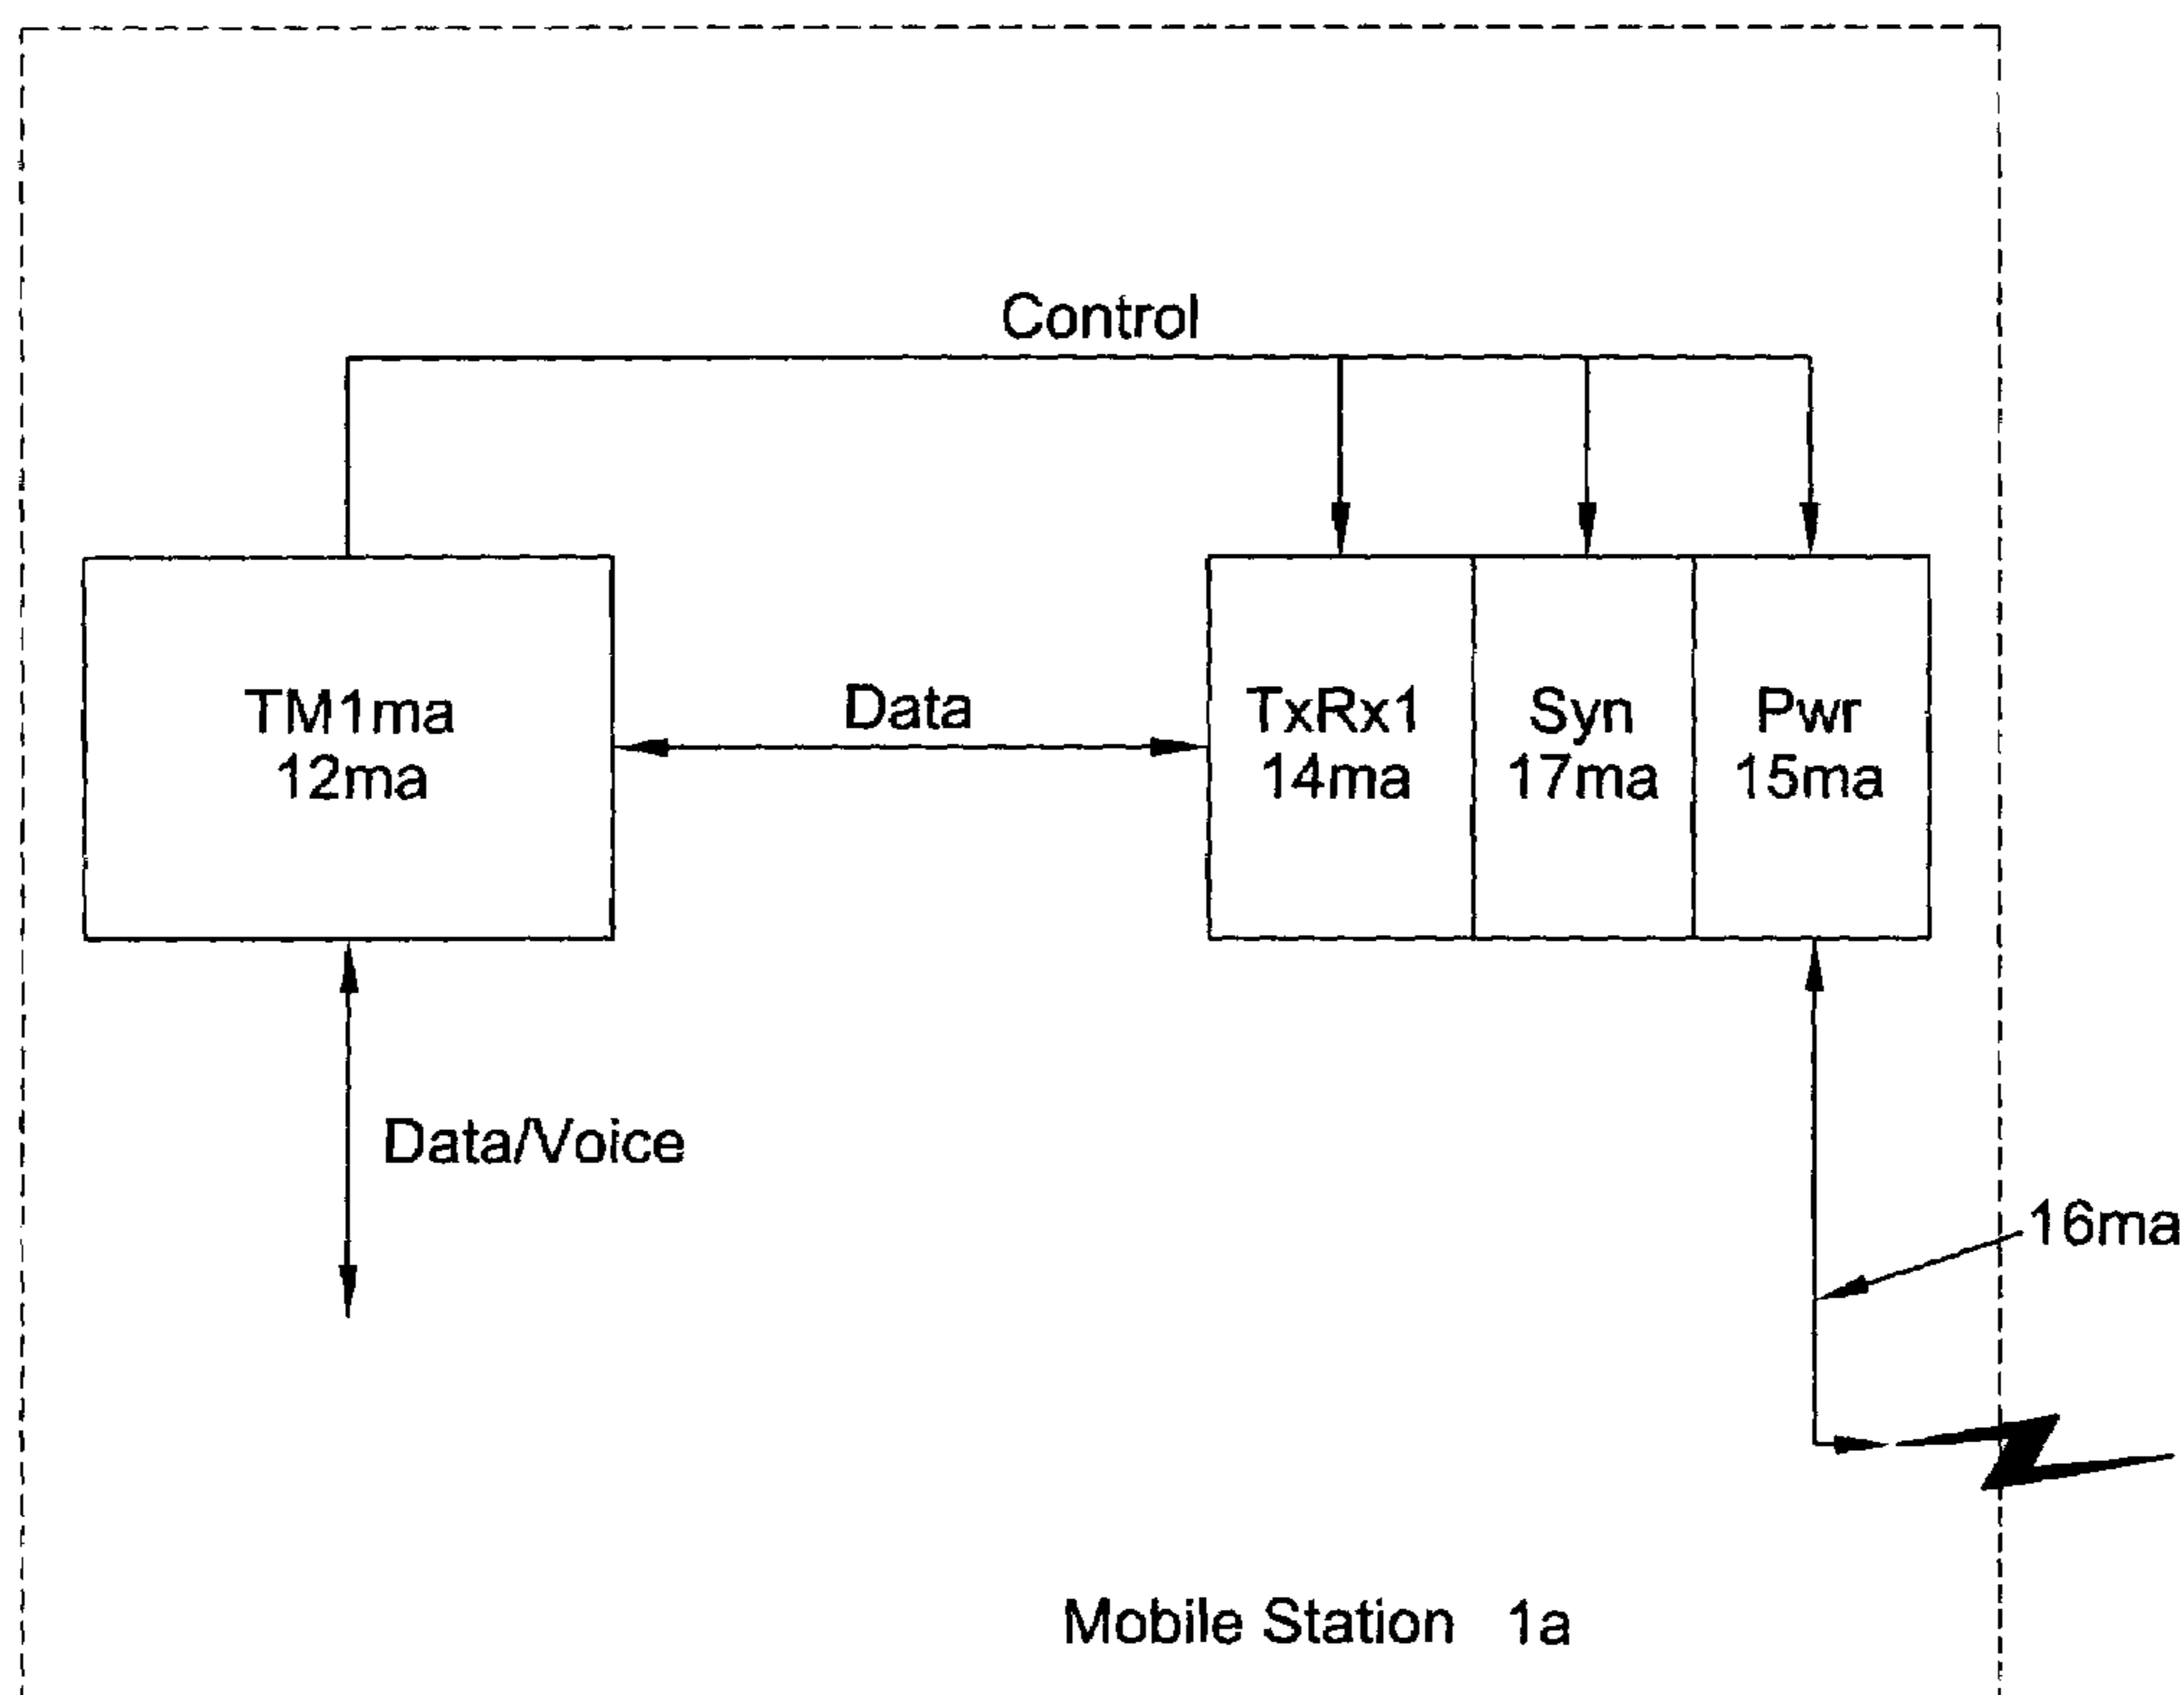 Control
TM1ma
12ma
Data
TxRx1
14ma
Syn
17ma
Pwr
15ma
Data/Voice
16ma
Mobile Station 1a